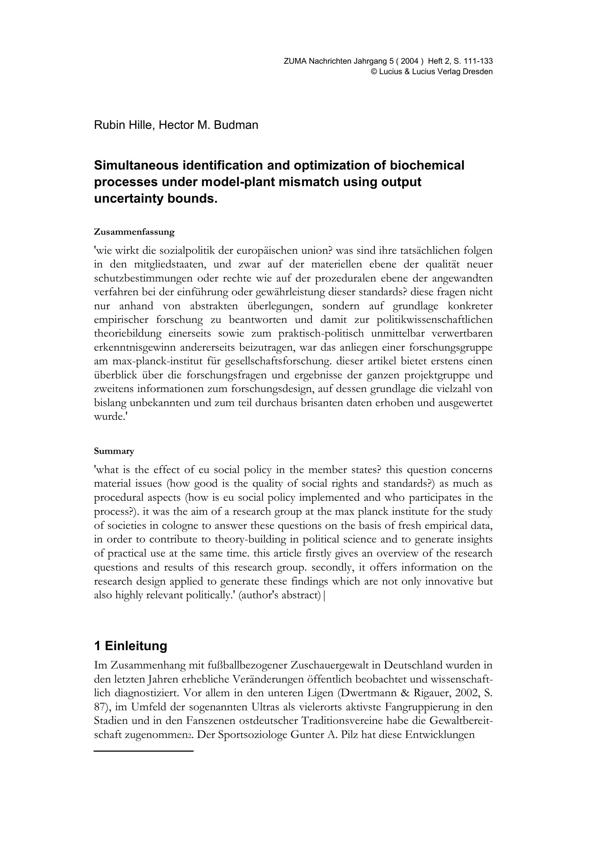 ZUMA Nachrichten Jahrgang 5 ( 2004 ) Heft 2, S. 111-133
© Lucius & Lucius Verlag Dresden
Rubin Hille, Hector M. Budman
Simultaneous identification and optimization of biochemical
processes under model-plant mismatch using output
uncertainty bounds.
Zusammenfassung
'wie wirkt die sozialpolitik der europäischen union? was sind ihre tatsächlichen folgen
in den mitgliedstaaten, und zwar auf der materiellen ebene der qualität neuer
schutzbestimmungen oder rechte wie auf der prozeduralen ebene der angewandten
verfahren bei der einführung oder gewährleistung dieser standards? diese fragen nicht
nur anhand von abstrakten überlegungen, sondern auf grundlage konkreter
empirischer forschung zu beantworten und damit zur politikwissenschaftlichen
theoriebildung einerseits sowie zum praktisch-politisch unmittelbar verwertbaren
erkenntnisgewinn andererseits beizutragen, war das anliegen einer forschungsgruppe
am max-planck-institut für gesellschaftsforschung. dieser artikel bietet erstens einen
überblick über die forschungsfragen und ergebnisse der ganzen projektgruppe und
zweitens informationen zum forschungsdesign, auf dessen grundlage die vielzahl von
bislang unbekannten und zum teil durchaus brisanten daten erhoben und ausgewertet
wurde.'
Summary
'what is the effect of eu social policy in the member states? this question concerns
material issues (how good is the quality of social rights and standards?) as much as
procedural aspects (how is eu social policy implemented and who participates in the
process?). it was the aim of a research group at the max planck institute for the study
of societies in cologne to answer these questions on the basis of fresh empirical data,
in order to contribute to theory-building in political science and to generate insights
of practical use at the same time. this article firstly gives an overview of the research
questions and results of this research group. secondly, it offers information on the
research design applied to generate these findings which are not only innovative but
also highly relevant politically.' (author's abstract)|
1 Einleitung
Im Zusammenhang mit fußballbezogener Zuschauergewalt in Deutschland wurden in
den letzten Jahren erhebliche Veränderungen öffentlich beobachtet und wissenschaft-
lich diagnostiziert. Vor allem in den unteren Ligen (Dwertmann & Rigauer, 2002, S.
87), im Umfeld der sogenannten Ultras als vielerorts aktivste Fangruppierung in den
Stadien und in den Fanszenen ostdeutscher Traditionsvereine habe die Gewaltbereit-
schaft zugenommen2. Der Sportsoziologe Gunter A. Pilz hat diese Entwicklungen